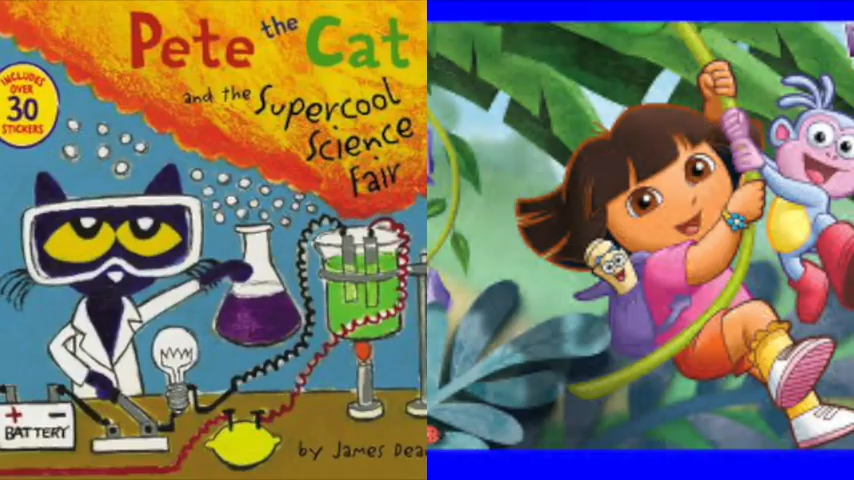 Pete the Cat
and the Supercool
Science
Fair
INCLUDES
OVER
30
STICKERS
+ -
BATTERY
by James Dea